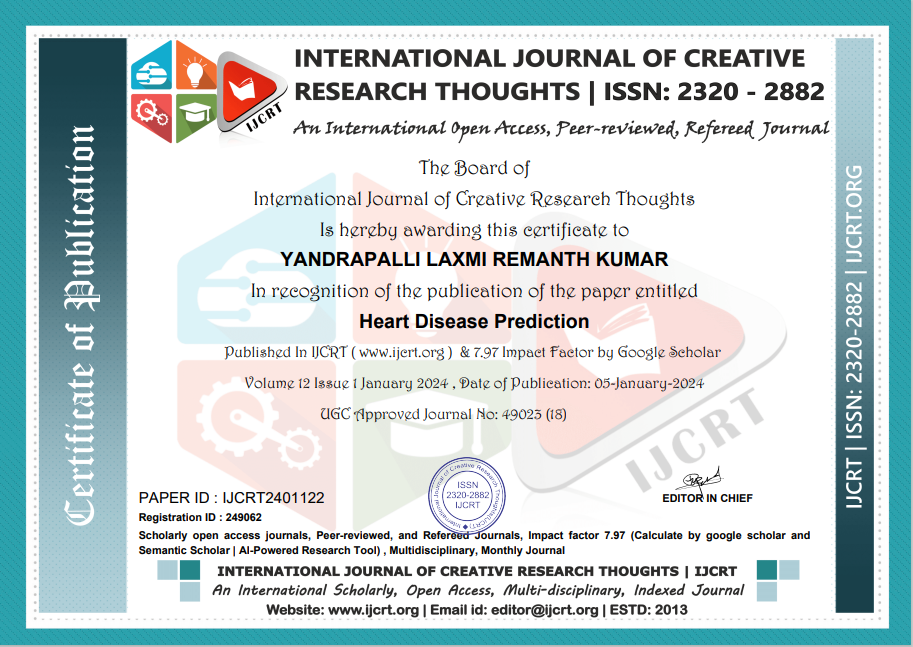 Certificate of Publication
IJCRT
INTERNATIONAL JOURNAL OF CREATIVE
RESEARCH THOUGHTS | ISSN: 2320 - 2882
An International Open Access, Peer-reviewed, Refereed Journal
The Board of
International Journal of Creative Research Thoughts
Is hereby awarding this certificate to
YANDRAPALLI LAXMI REMANTH KUMAR
In recognition of the publication of the paper entitled
Heart Disease Prediction
Published In IJCRT ( www.ijcrt.org ) & 7.97 Impact Factor by Google Scholar
Volume 12 Issue 1 January 2024 , Date of Publication: 05-January-2024
UGC Approved Journal No: 49023 (18)
IJCRT
PAPER ID : IJCRT2401122
Registration ID : 249062
International Journal of Creative Research Thoughts(IJCRT)
ISSN
2320-2882
IJCRT
EDITOR IN CHIEF
Scholarly open access journals, Peer-reviewed, and Refereed Journals, Impact factor 7.97 (Calculate by google scholar and
Semantic Scholar | AI-Powered Research Tool) , Multidisciplinary, Monthly Journal
INTERNATIONAL JOURNAL OF CREATIVE RESEARCH THOUGHTS | IJCRT
An International Scholarly, Open Access, Multi-disciplinary, Indexed Journal
Website: www.ijcrt.org | Email id: editor@ijcrt.org | ESTD: 2013
IJCRT | ISSN: 2320-2882 | IJCRT.ORG